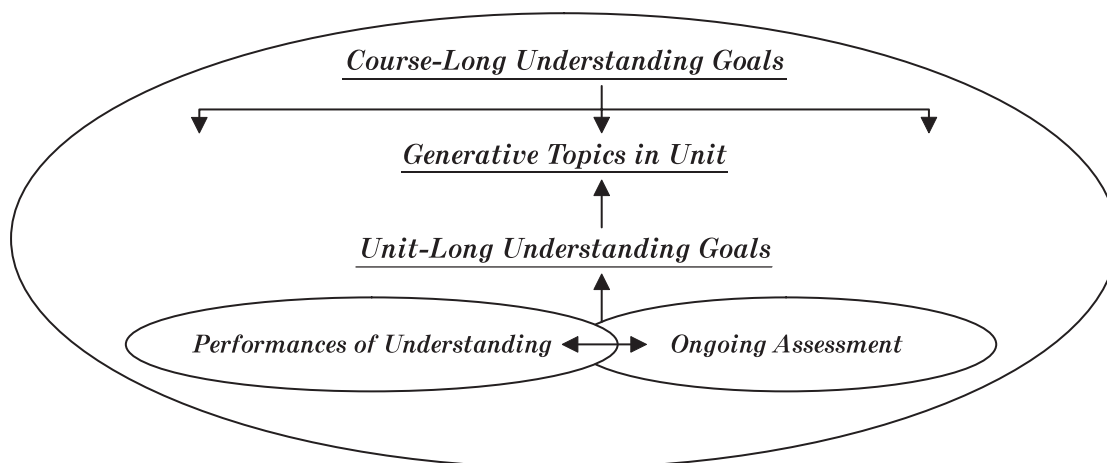 Course-Long Understanding Goals
Generative Topics in Unit
Unit-Long Understanding Goals
Performances of Understanding
Ongoing Assessment